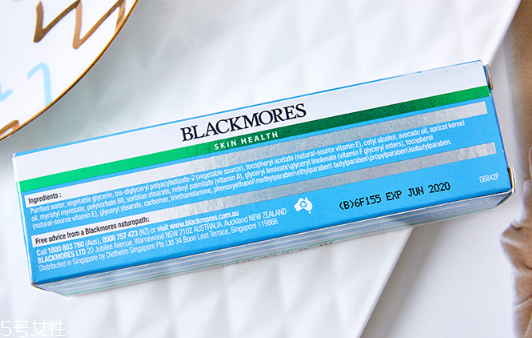 BLACKMORES
SKIN HEALTH
Ingredients :
Purified water, vegetable glycerin, bis-diglyceryl polyacyladipate-2 (vegetable source), tocopheryl acetate (natural-source vitamin E), cetyl alcohol, avocado oil, apricot kernel
oil, myristyl myristate, polysorbate 60, sorbitan stearate, retinyl palmitate (vitamin A), glyceryl linoleate/glyceryl linolenate (vitamin F glyceryl esters), tocopherol
(natural-source vitamin E), glyceryl stearate, carbomer, triethanolamine, phenoxyethanol/methylparaben/ethylparaben/ butylparaben/propylparaben/isobutylparaben.
Free advice from a Blackmores naturopath:
Call 1800 803 760 (Aus), 0508 757 473 (NZ) or visit www.blackmores.com.au
BLACKMORES LTD 20 Jubilee Avenue, Warriewood NSW 2102 AUSTRALIA. Auckland NEW ZEALAND
Distributed in Singapore by Diethelm Singapore Pte Ltd 34 Boon Leat Terrace, Singapore 119866
(B)6F155 EXP JUN 2020
06842F
5号女性